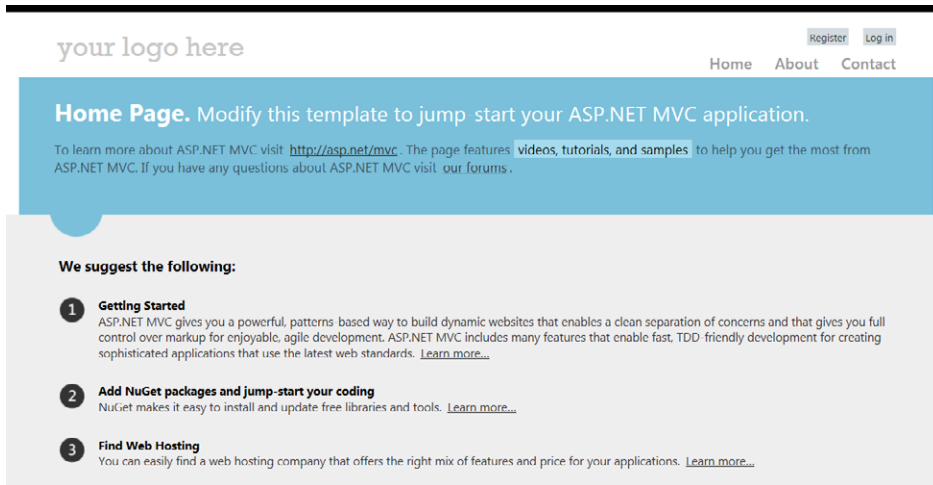 your logo here
Register Log in
Home About Contact
Home Page. Modify this template to jump-start your ASP.NET MVC application.
To learn more about ASP.NET MVC visit http://asp.net/mvc. The page features videos, tutorials, and samples to help you get the most from
ASP.NET MVC. If you have any questions about ASP.NET MVC visit our forums.
We suggest the following:
1 Getting Started
ASP.NET MVC gives you a powerful, patterns-based way to build dynamic websites that enables a clean separation of concerns and that gives you full
control over markup for enjoyable, agile development. ASP.NET MVC includes many features that enable fast, TDD-friendly development for creating
sophisticated applications that use the latest web standards. Learn more...
2 Add NuGet packages and jump-start your coding
NuGet makes it easy to install and update free libraries and tools. Learn more...
3 Find Web Hosting
You can easily find a web hosting company that offers the right mix of features and price for your applications. Learn more...